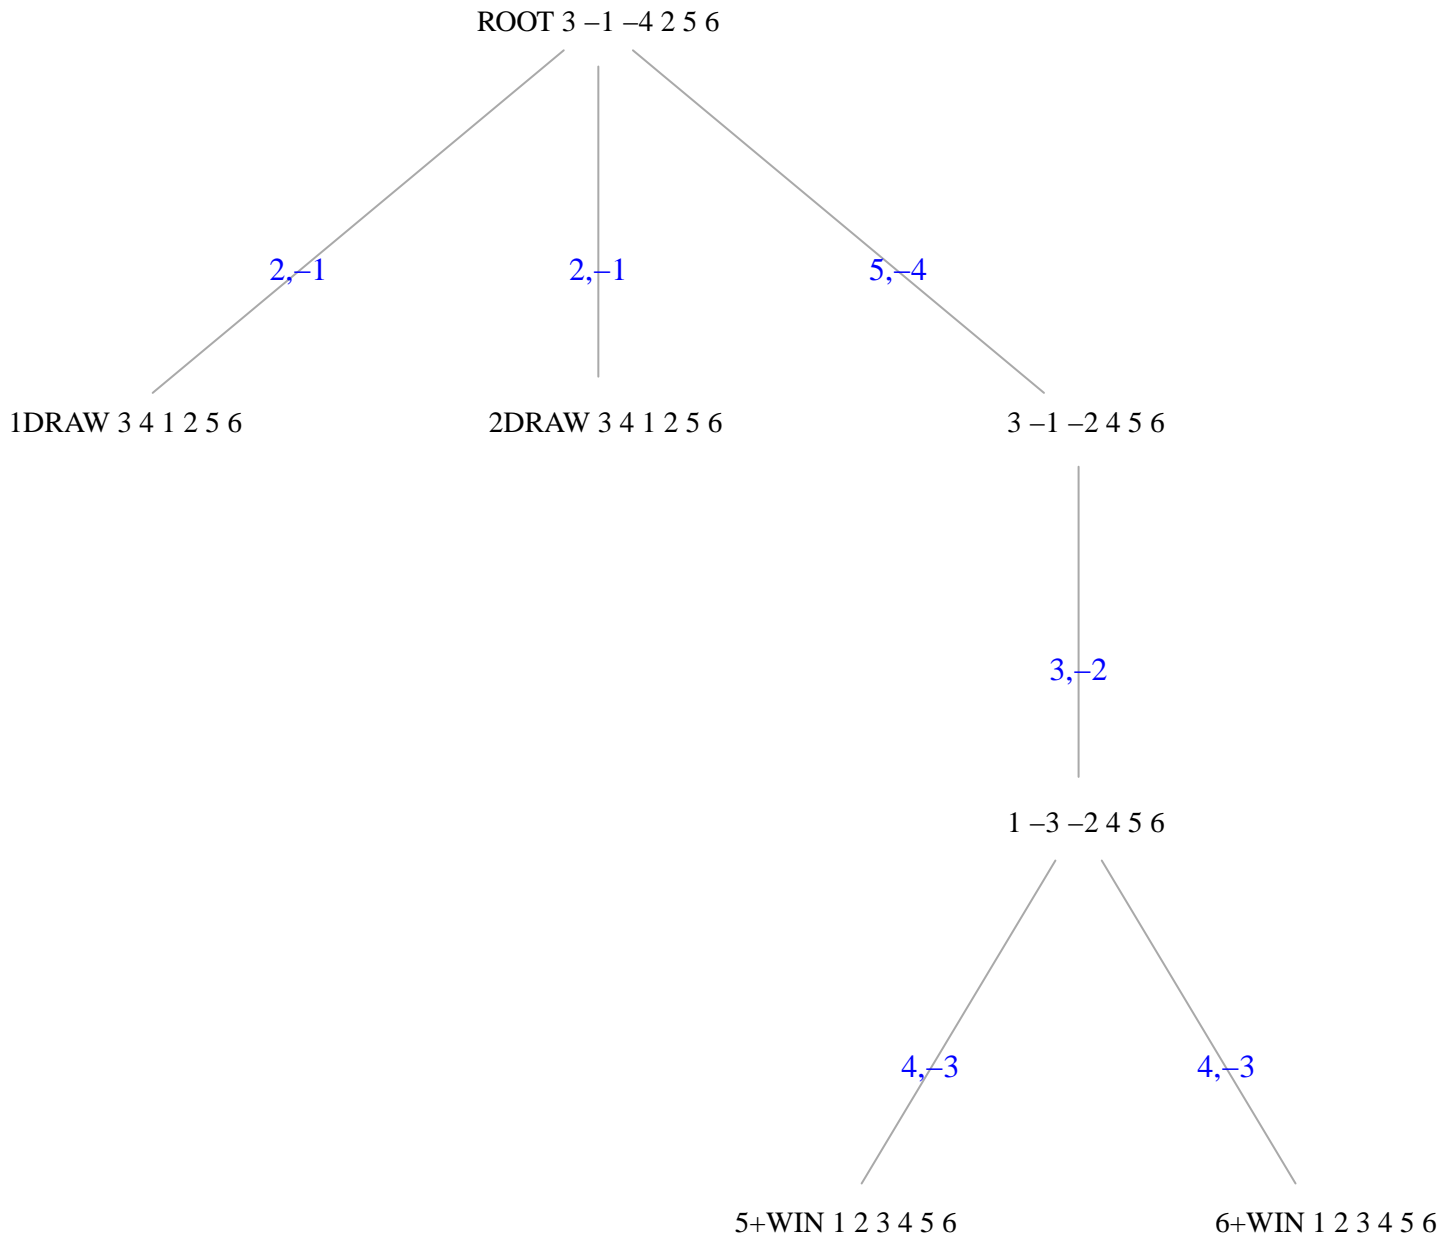 ROOT 3 –1 –4 2 5 6
2,–1
2,–1
5,–4
1DRAW 3 4 1 2 5 6
2DRAW 3 4 1 2 5 6
3 –1 –2 4 5 6
3,–2
1 –3 –2 4 5 6
4,–3
4,–3
5+WIN 1 2 3 4 5 6
6+WIN 1 2 3 4 5 6